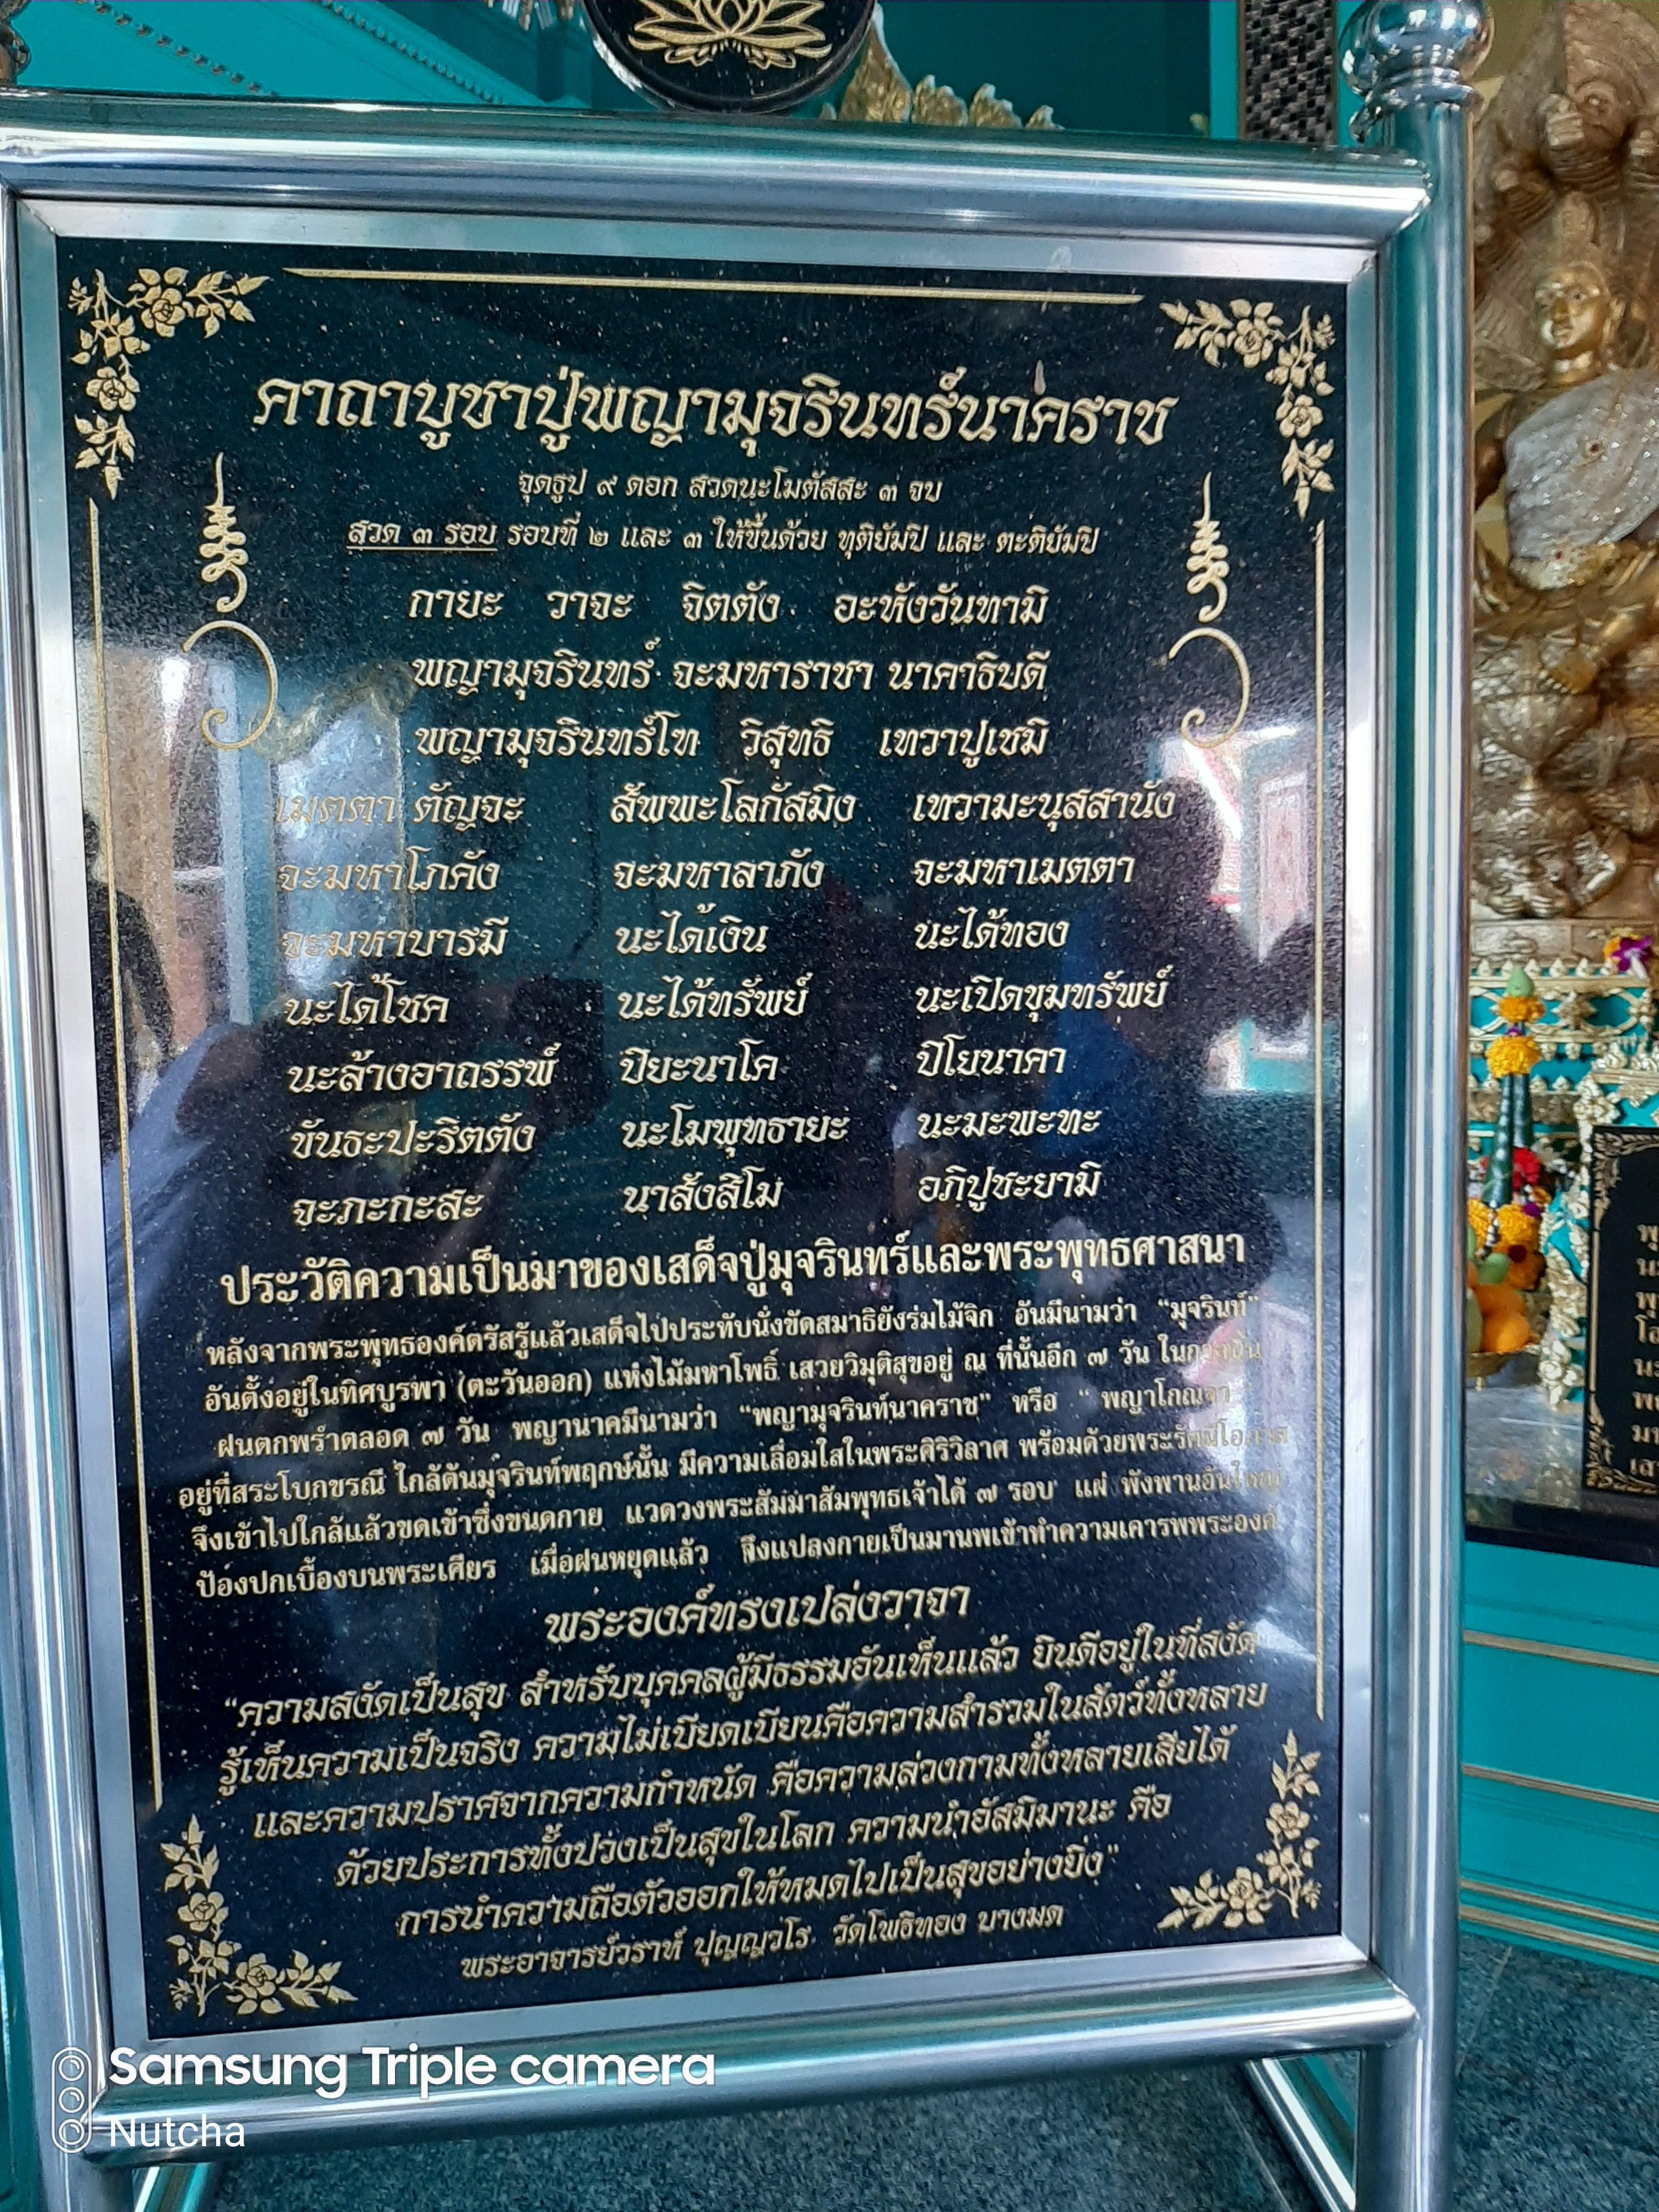 คาถาบูชาปู่พญามุจรินทร์นาคราช
จุดธูป ๙ ดอก สวดนะโมตัสสะ ๓ จบ
สวด ๓ รอบ รอบที่ ๒ และ ๓ ให้ขึ้นด้วย ทุติยัมปิ และ ตะติยัมปิ
กายะ วาจะ จิตตัง อะหังวันทามิ
พญามุจรินทร์ จะมหาราชา นาคาธิบดี
พญามุจรินทร์โท วิสุทธิ เทวาปูเชมิ
เมตตา ตัญจะ สัพพะโลกัสมิง เทวามะนุสสานัง
จะมหาโภคัง จะมหาลาภัง จะมหาเมตตา
จะมหาบารมี นะได้เงิน นะได้ทอง
นะได้โชค นะได้ทรัพย์ นะเปิดขุมทรัพย์
นะล้างอาถรรพ์ ปิยะนาโค ปิโยนาคา
ขันธะปะริตตัง นะโมพุทธายะ นะมะพะทะ
จะภะกะสะ นาสังสิโม อภิปูชะยามิ
ประวัติความเป็นมาของเสด็จปู่มุจรินทร์และพระพุทธศาสนา
หลังจากพระพุทธองค์ตรัสรู้แล้วเสด็จไปประทับนั่งขัดสมาธิยังร่มไม้จิก อันมีนามว่า "มุจรินท์"
อันตั้งอยู่ในทิศบูรพา (ตะวันออก) แห่งไม้มหาโพธิ์ เสวยวิมุติสุขอยู่ ณ ที่นั้นอีก ๗ วัน
ฝนตกพรำตลอด ๗ วัน พญานาคมีนามว่า "พญามุจรินท์นาคราช" หรือ "
อยู่ที่สระโบกขรณี ใกล้ต้นมุจรินท์พฤกษ์นั้น มีความเลื่อมใสในพระศิริวิลาศ พร้อมด้วยพระรัศมีโอภาส
จึงเข้าไปใกล้แล้วขดเข้าซึ่งขนดกาย แวดวงพระสัมมาสัมพุทธเจ้าได้ ๗ รอบ แผ่ พังพานอันใหญ่
ป้องปกเบื้องบนพระเศียร เมื่อฝนหยุดแล้ว จึงแปลงกายเป็นมานพเข้าทำความเคารพพระองค์
พระองค์ทรงเปล่งวาจา
"ความสงัดเป็นสุข สำหรับบุคคลผู้มีธรรมอันเห็นแล้ว ยินดีอยู่ในที่สงัด
รู้เห็นความเป็นจริง ความไม่เบียดเบียนคือความสำรวมในสัตว์ทั้งหลาย
และความปราศจากความกำหนัด คือความล่วงกามทั้งหลายเสียได้
ด้วยประการทั้งปวงเป็นสุขในโลก ความนำอัสมิมานะ คือ
การนำความถือตัวออกให้หมดไปเป็นสุขอย่างยิ่ง"
พระอาจารย์วราห์ ปุญญวโร วัดโพธิทอง บางมด
Samsung Triple camera
Nutcha